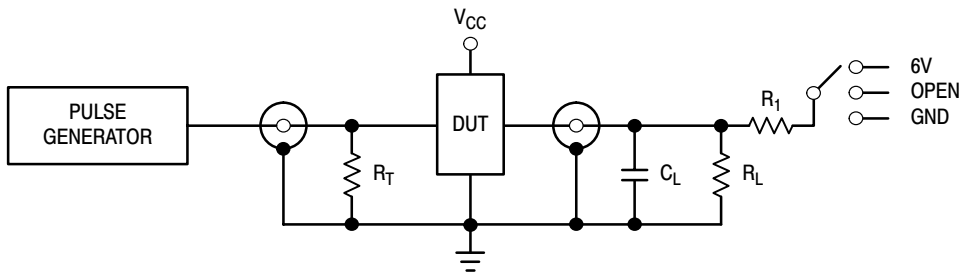 V_CC
6V
OPEN
GND
R_1
PULSE
GENERATOR
DUT
R_T
C_L
R_L